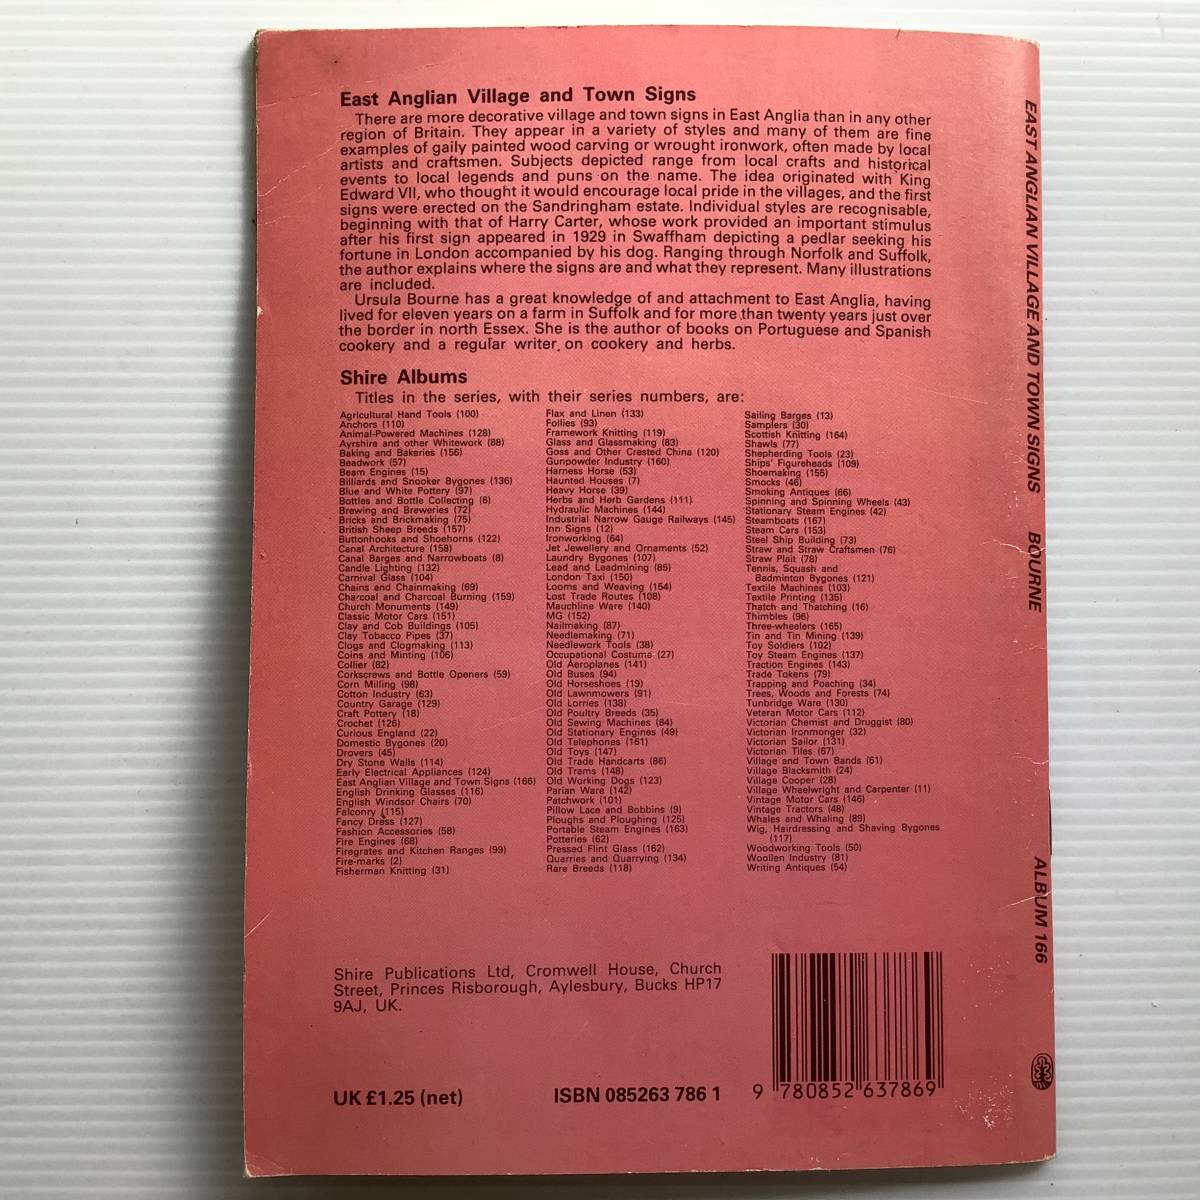 East Anglian Village and Town Signs
There are more decorative village and town signs in East Anglia than in any other
region of Britain. They appear in a variety of styles and many of them are fine
examples of gaily painted wood carving or wrought ironwork, often made by local
artists and craftsmen. Subjects depicted range from local crafts and historical
events to local legends and puns on the name. The idea originated with King
Edward VII, who thought it would encourage local pride in the villages, and the first
signs were erected on the Sandringham estate. Individual styles are recognisable,
beginning with that of Harry Carter, whose work provided an important stimulus
after his first sign appeared in 1929 in Swaffham depicting a pedlar seeking his
fortune in London accompanied by his dog. Ranging through Norfolk and Suffolk,
the author explains where the signs are and what they represent. Many illustrations
are included.
Ursula Bourne has a great knowledge of and attachment to East Anglia, having
lived for eleven years on a farm in Suffolk and for more than twenty years just over
the border in north Essex. She is the author of books on Portuguese and Spanish
cookery and a regular writer on cookery and herbs.
Shire Albums
Titles in the series, with their series numbers, are:
Agricultural Hand Tools (100)
Anchors (110)
Animal-Powered Machines (128)
Ayrshire and other Whitework (88)
Baking and Bakeries (156)
Beadwork (57)
Beam Engines (15)
Billiards and Snooker Bygones (136)
Blue and White Pottery (97)
Bottles and Bottle Collecting (6)
Brewing and Breweries (72)
Bricks and Brickmaking (75)
British Sheep Breeds (157)
Buttonhooks and Shoehorns (122)
Canal Architecture (158)
Canal Barges and Narrowboats (8)
Candle Lighting (132)
Carnival Glass (104)
Chains and Chainmaking (69)
Charcoal and Charcoal Burning (159)
Church Monuments (149)
Classic Motor Cars (151)
Clay and Cob Buildings (105)
Clay Tobacco Pipes (37)
Clogs and Clogmaking (113)
Coins and Minting (106)
Collier (82)
Corkscrews and Bottle Openers (59)
Corn Milling (98)
Cotton Industry (63)
Country Garage (129)
Craft Pottery (18)
Crochet (126)
Curious England (22)
Domestic Bygones (20)
Drovers (45)
Dry Stone Walls (114)
Early Electrical Appliances (124)
East Anglian Village and Town Signs (166)
English Drinking Glasses (116)
English Windsor Chairs (70)
Falconry (115)
Fancy Dress (127)
Fashion Accessories (58)
Fire Engines (68)
Firegrates and Kitchen Ranges (99)
Fire-marks (2)
Fisherman Knitting (31)
Flax and Linen (133)
Follies (93)
Framework Knitting (119)
Glass and Glassmaking (83)
Goss and Other Crested China (120)
Gunpowder Industry (160)
Harness Horse (53)
Haunted Houses (7)
Heavy Horse (39)
Herbs and Herb Gardens (111)
Hydraulic Machines (144)
Industrial Narrow Gauge Railways (145)
Inn Signs (12)
Ironworking (64)
Jet Jewellery and Ornaments (52)
Laundry Bygones (107)
Lead and Leadmining (85)
London Taxi (150)
Looms and Weaving (154)
Lost Trade Routes (108)
Mauchline Ware (140)
MG (152)
Nailmaking (87)
Needlemaking (71)
Needlework Tools (38)
Occupational Costume (27)
Old Aeroplanes (141)
Old Buses (94)
Old Horseshoes (19)
Old Lawnmowers (91)
Old Lorries (138)
Old Poultry Breeds (35)
Old Sewing Machines (84)
Old Stationary Engines (49)
Old Telephones (161)
Old Toys (147)
Old Trade Handcarts (86)
Old Trams (148)
Old Working Dogs (123)
Parian Ware (142)
Patchwork (101)
Pillow Lace and Bobbins (9)
Ploughs and Ploughing (125)
Portable Steam Engines (163)
Potteries (62)
Pressed Flint Glass (162)
Quarries and Quarrying (134)
Rare Breeds (118)
Sailing Barges (13)
Samplers (30)
Scottish Knitting (164)
Shawls (77)
Shepherding Tools (23)
Ships' Figureheads (109)
Shoemaking (155)
Smocks (46)
Smoking Antiques (66)
Spinning and Spinning Wheels (43)
Stationary Steam Engines (42)
Steamboats (167)
Steam Cars (153)
Steel Ship Building (73)
Straw and Straw Craftsmen (76)
Straw Plait (78)
Tennis, Squash and
Badminton Bygones (121)
Textile Machines (103)
Textile Printing (135)
Thatch and Thatching (16)
Thimbles (96)
Three-wheelers (165)
Tin and Tin Mining (139)
Toy Soldiers (102)
Toy Steam Engines (137)
Traction Engines (143)
Trade Tokens (79)
Trapping and Poaching (34)
Trees, Woods and Forests (74)
Tunbridge Ware (130)
Veteran Motor Cars (112)
Victorian Chemist and Druggist (80)
Victorian Ironmonger (32)
Victorian Sailor (131)
Victorian Tiles (67)
Village and Town Bands (61)
Village Blacksmith (24)
Village Cooper (28)
Village Wheelwright and Carpenter (11)
Vintage Motor Cars (146)
Vintage Tractors (48)
Whales and Whaling (89)
Wig, Hairdressing and Shaving Bygones
(117)
Woodworking Tools (50)
Woollen Industry (81)
Writing Antiques (54)
Shire Publications Ltd, Cromwell House, Church
Street, Princes Risborough, Aylesbury, Bucks HP17
9AJ, UK.
UK £1.25 (net)
ISBN 085263 786 1
9 780852 637869
EAST ANGLIAN VILLAGE AND TOWN SIGNS BOURNE ALBUM 166